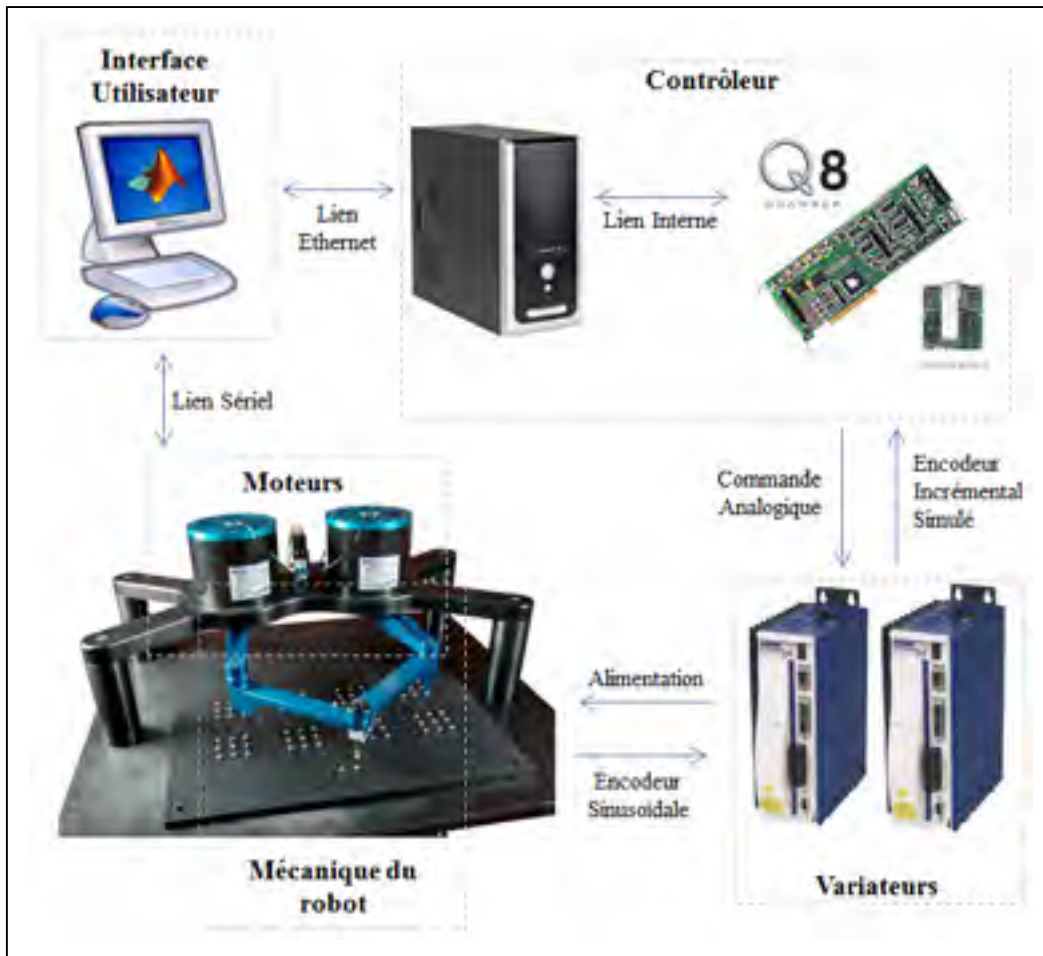 Interface
Utilisateur
Contrôleur
Q8
Lien
Ethernet
Lien Interne
Lien Sériel
Moteurs
Commande
Analogique
Encodeur
Incrémental
Simulé
Alimentation
Encodeur
Sinusoïdale
Mécanique du
robot
Variateurs